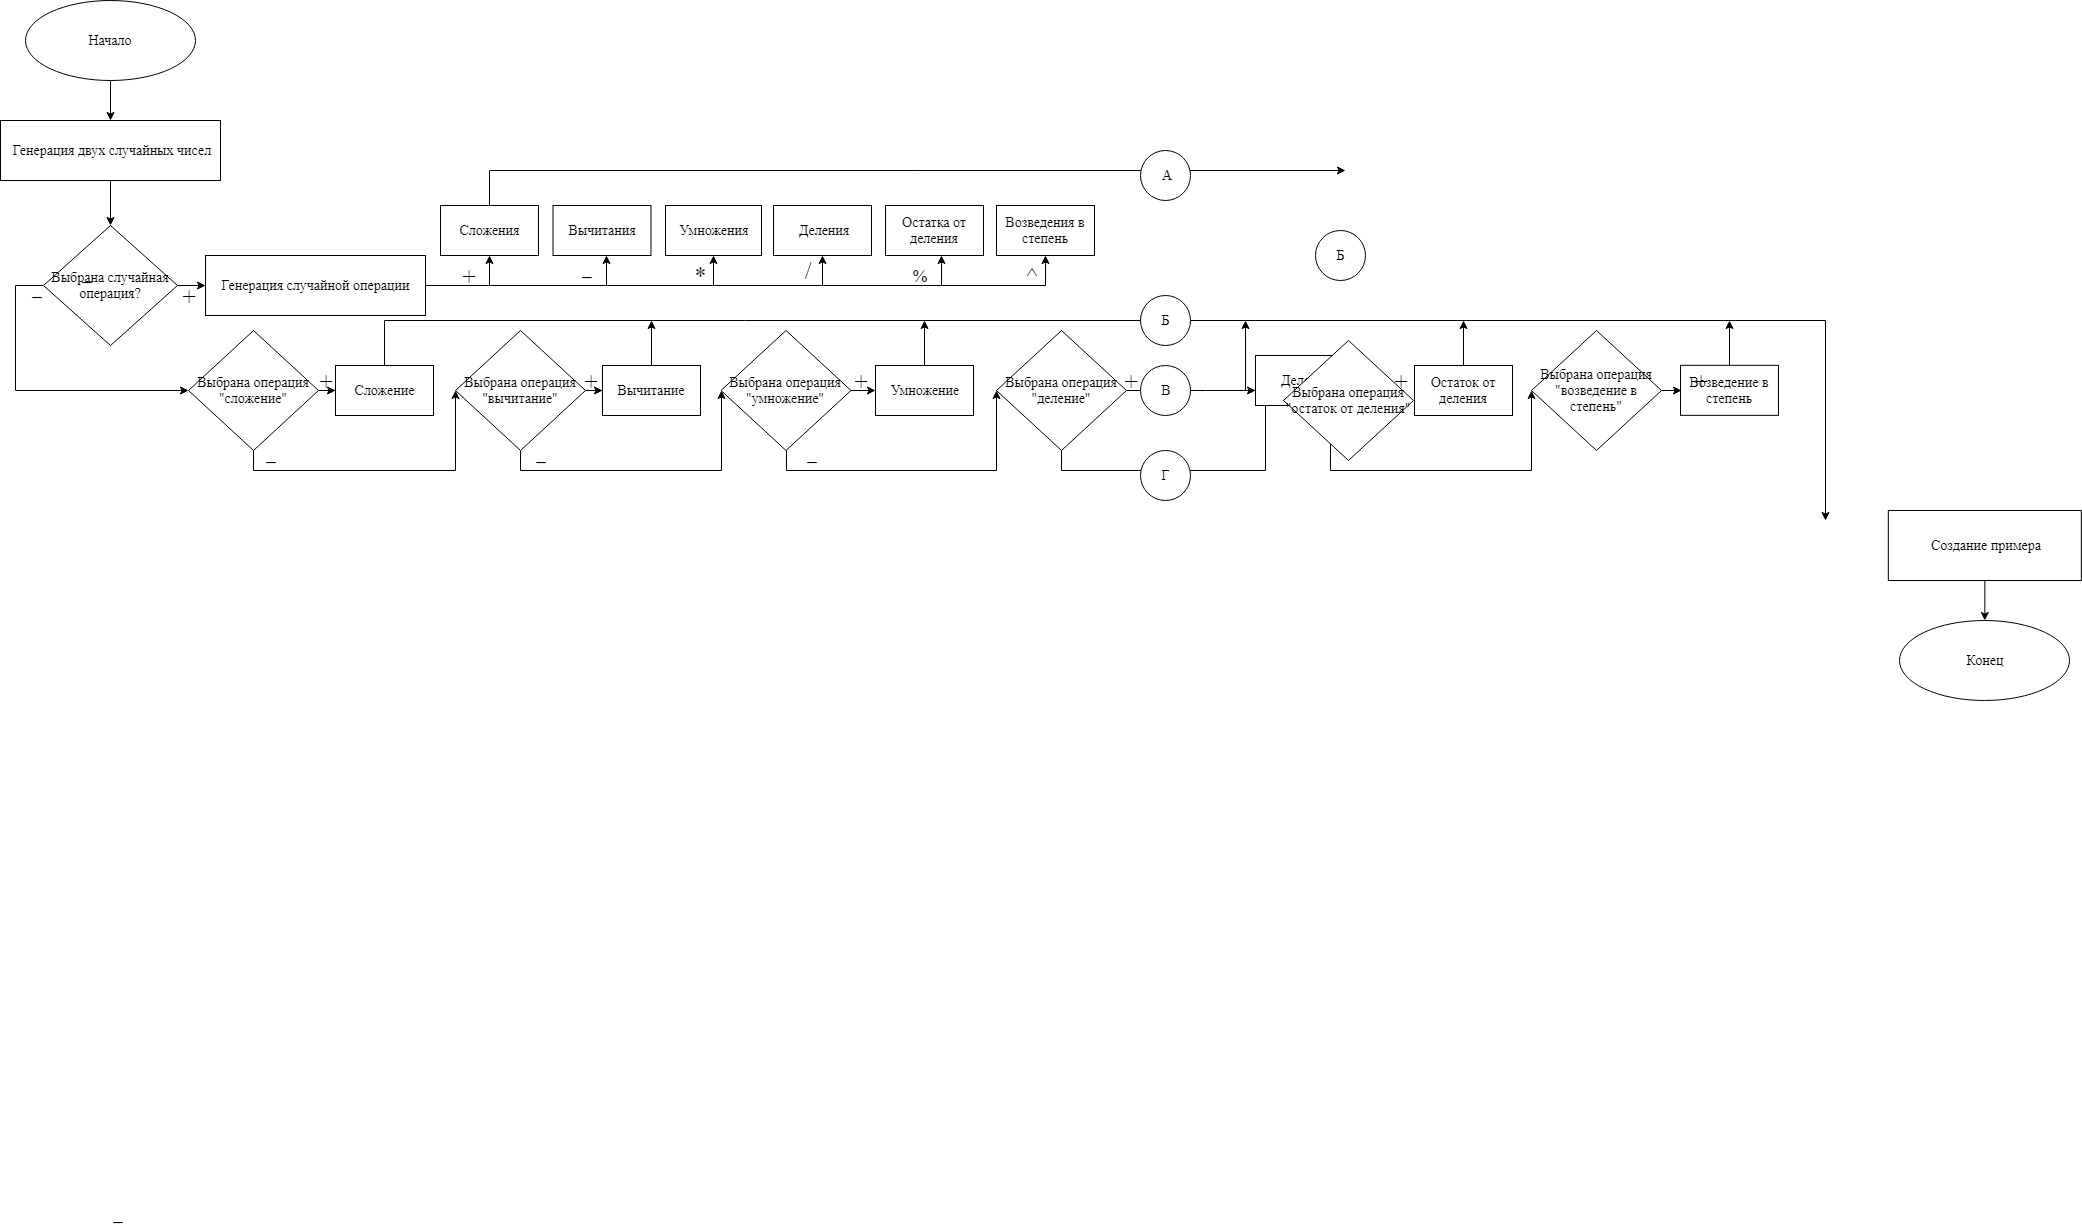 Начало
Генерация двух случайных чисел
А
Сложения
Вычитания
Умножения
Деления
Остатка от
деления
Возведения в
степень
Б
+
–
*
/
%
^
Выбрана случайная
операция?
–
–
+
Генерация случайной операции
Б
Выбрана операция
"сложение"
+
Сложение
–
Выбрана операция
"вычитание"
+
Вычитание
–
Выбрана операция
"умножение"
+
Умножение
–
Выбрана операция
"деление"
+
В
Г
Выбрана операция
"остаток от деления"
+
Остаток от
деления
Выбрана операция
"возведение в
степень"
+
Возведение в
степень
Создание примера
Конец
–